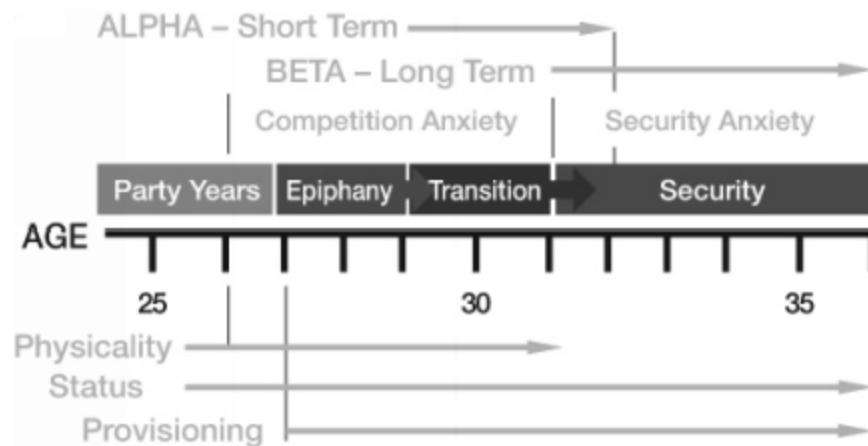 ALPHA – Short Term
BETA – Long Term
Competition Anxiety Security Anxiety
Party Years Epiphany Transition Security
AGE
25 30 35
Physicality
Status
Provisioning